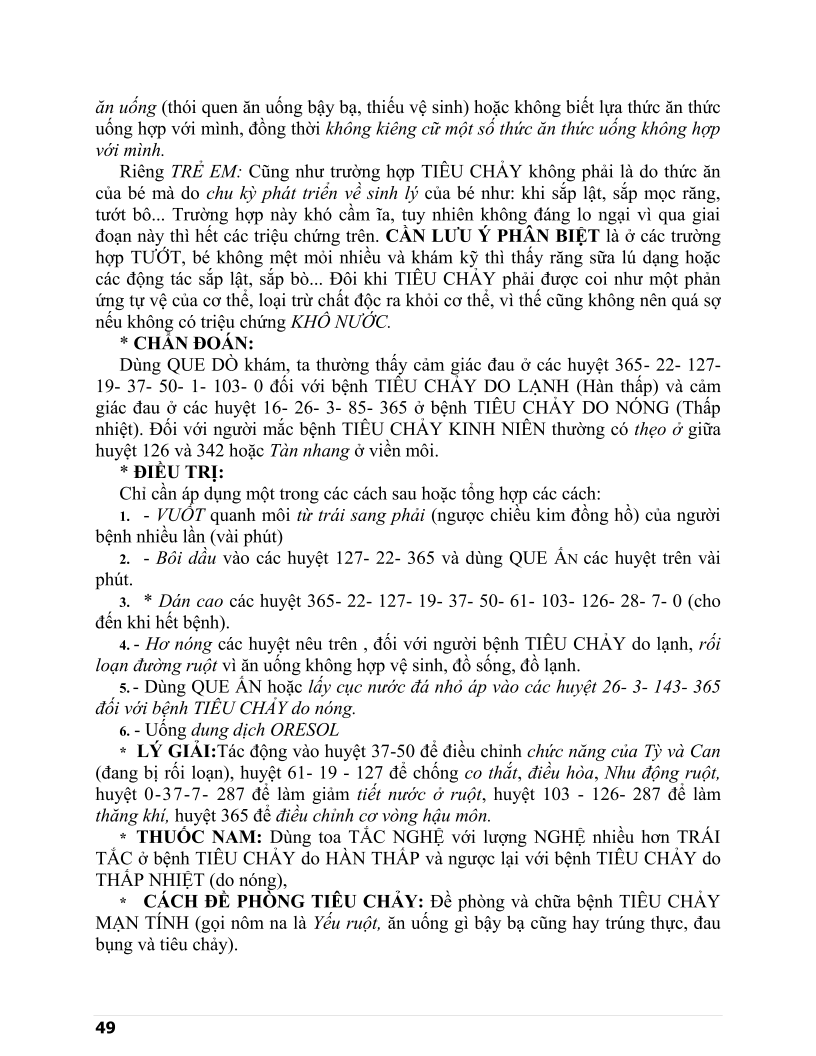 ăn uống (thói quen ăn uống bậy bạ, thiếu vệ sinh) hoặc không biết lựa thức ăn thức
uống hợp với mình, đồng thời không kiêng cữ một số thức ăn thức uống không hợp
với mình.
Riêng TRẺ EM: Cũng như trường hợp TIÊU CHẢY không phải là do thức ăn
của bé mà do chu kỳ phát triển về sinh lý của bé như: khi sắp lật, sắp mọc răng,
tướt bô... Trường hợp này khó cầm ĩa, tuy nhiên không đáng lo ngại vì qua giai
đoạn này thì hết các triệu chứng trên. CẦN LƯU Ý PHÂN BIỆT là ở các trường
hợp TƯỚT, bé không mệt mỏi nhiều và khám kỹ thì thấy răng sữa lú dạng hoặc
các động tác sắp lật, sắp bò... Đôi khi TIÊU CHẢY phải được coi như một phản
ứng tự vệ của cơ thể, loại trừ chất độc ra khỏi cơ thể, vì thế cũng không nên quá sợ
nếu không có triệu chứng KHÔ NƯỚC.
* CHẨN ĐOÁN:
Dùng QUE DÒ khám, ta thường thấy cảm giác đau ở các huyệt 365- 22- 127-
19- 37- 50- 1- 103- 0 đối với bệnh TIÊU CHẢY DO LẠNH (Hàn thấp) và cảm
giác đau ở các huyệt 16- 26- 3- 85- 365 ở bệnh TIÊU CHẢY DO NÓNG (Thấp
nhiệt). Đối với người mắc bệnh TIÊU CHẢY KINH NIÊN thường có thẹo ở giữa
huyệt 126 và 342 hoặc Tàn nhang ở viền môi.
* ĐIỀU TRỊ:
Chỉ cần áp dụng một trong các cách sau hoặc tổng hợp các cách:
1. - VUỐT quanh môi từ trái sang phải (ngược chiều kim đồng hồ) của người
bệnh nhiều lần (vài phút)
2. - Bôi dầu vào các huyệt 127- 22- 365 và dùng QUE ẤN các huyệt trên vài
phút.
3. * Dán cao các huyệt 365- 22- 127- 19- 37- 50- 61- 103- 126- 28- 7- 0 (cho
đến khi hết bệnh).
4. - Hơ nóng các huyệt nêu trên , đối với người bệnh TIÊU CHẢY do lạnh, rối
loạn đường ruột vì ăn uống không hợp vệ sinh, đồ sống, đồ lạnh.
5. - Dùng QUE ẤN hoặc lấy cục nước đá nhỏ áp vào các huyệt 26- 3- 143- 365
đối với bệnh TIÊU CHẢY do nóng.
6. - Uống dung dịch ORESOL
* LÝ GIẢI:Tác động vào huyệt 37-50 để điều chỉnh chức năng của Tỳ và Can
(đang bị rối loạn), huyệt 61- 19 - 127 để chống co thắt, điều hòa, Nhu động ruột,
huyệt 0-37-7- 287 để làm giảm tiết nước ở ruột, huyệt 103 - 126- 287 để làm
thăng khí, huyệt 365 để điều chỉnh cơ vòng hậu môn.
* THUỐC NAM: Dùng toa TẮC NGHỆ với lượng NGHỆ nhiều hơn TRÁI
TẮC ở bệnh TIÊU CHẢY do HÀN THẤP và ngược lại với bệnh TIÊU CHẢY do
THẤP NHIỆT (do nóng),
* CÁCH ĐỀ PHÒNG TIÊU CHẢY: Đề phòng và chữa bệnh TIÊU CHẢY
MẠN TÍNH (gọi nôm na là Yếu ruột, ăn uống gì bậy bạ cũng hay trúng thực, đau
bụng và tiêu chảy).
49